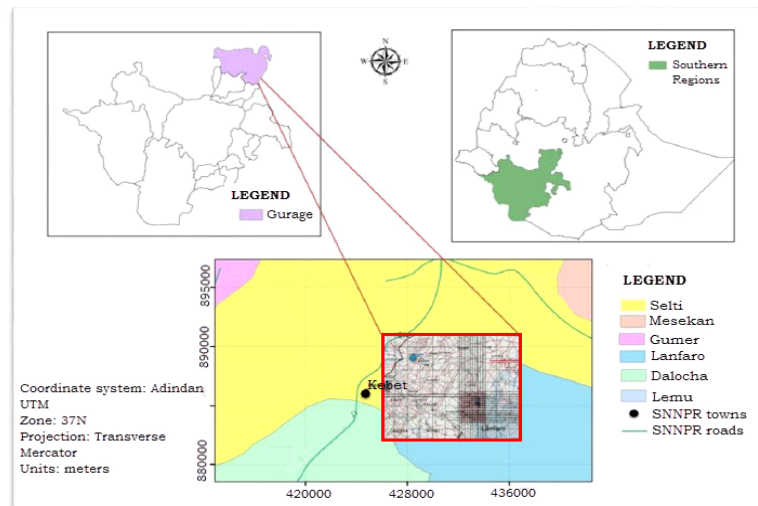 N
W E
S
LEGEND
Gurage
LEGEND
Southern
Regions
895000
890000
880000
420000
428000
436000
Kebet
Lanfaro
LEGEND
Selti
Mesekan
Gumer
Lanfaro
Dalocha
Lemu
SNNPR towns
SNNPR roads
Coordinate system: Adindan
UTM
Zone: 37N
Projection: Transverse
Mercator
Units: meters